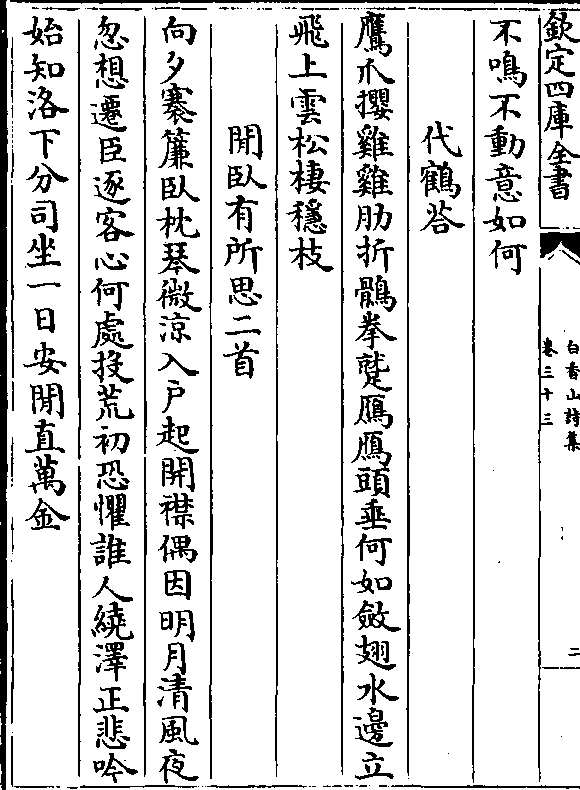 欽定四庫全書
白香山詩集
卷三十三
二
不鳴不動意如何
代鶴答
鷹爪攫雞雞肋折鶻拳蹵鴈鴈頭垂何如斂翅水邊立
飛上雲松棲穩枝
閒臥有所思二首
向夕褰簾臥枕琴微涼入戸起開襟偶因明月清風夜
忽想遷臣逐客心何處投荒初恐懼誰人繞澤正悲吟
始知洛下分司坐一日安閒直萬金